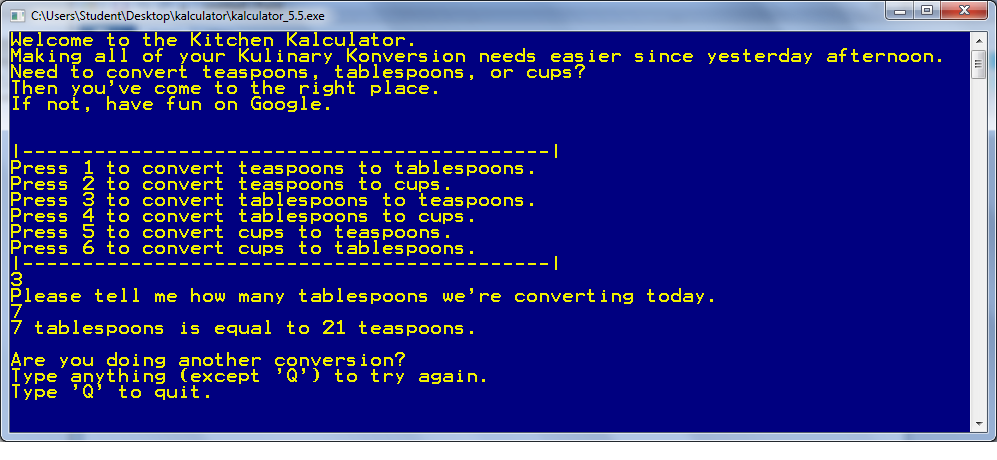 C:\Users\Student\Desktop\kalculator\kalculator_5.5.exe
Welcome to the Kitchen Kalculator.
Making all of your Kulinary Konversion needs easier since yesterday afternoon.
Need to convert teaspoons, tablespoons, or cups?
Then you've come to the right place.
If not, have fun on Google.
|--------------------------------------------|
Press 1 to convert teaspoons to tablespoons.
Press 2 to convert teaspoons to cups.
Press 3 to convert tablespoons to teaspoons.
Press 4 to convert tablespoons to cups.
Press 5 to convert cups to teaspoons.
Press 6 to convert cups to tablespoons.
|--------------------------------------------|
3
Please tell me how many tablespoons we're converting today.
7
7 tablespoons is equal to 21 teaspoons.
Are you doing another conversion?
Type anything (except 'Q') to try again.
Type 'Q' to quit.